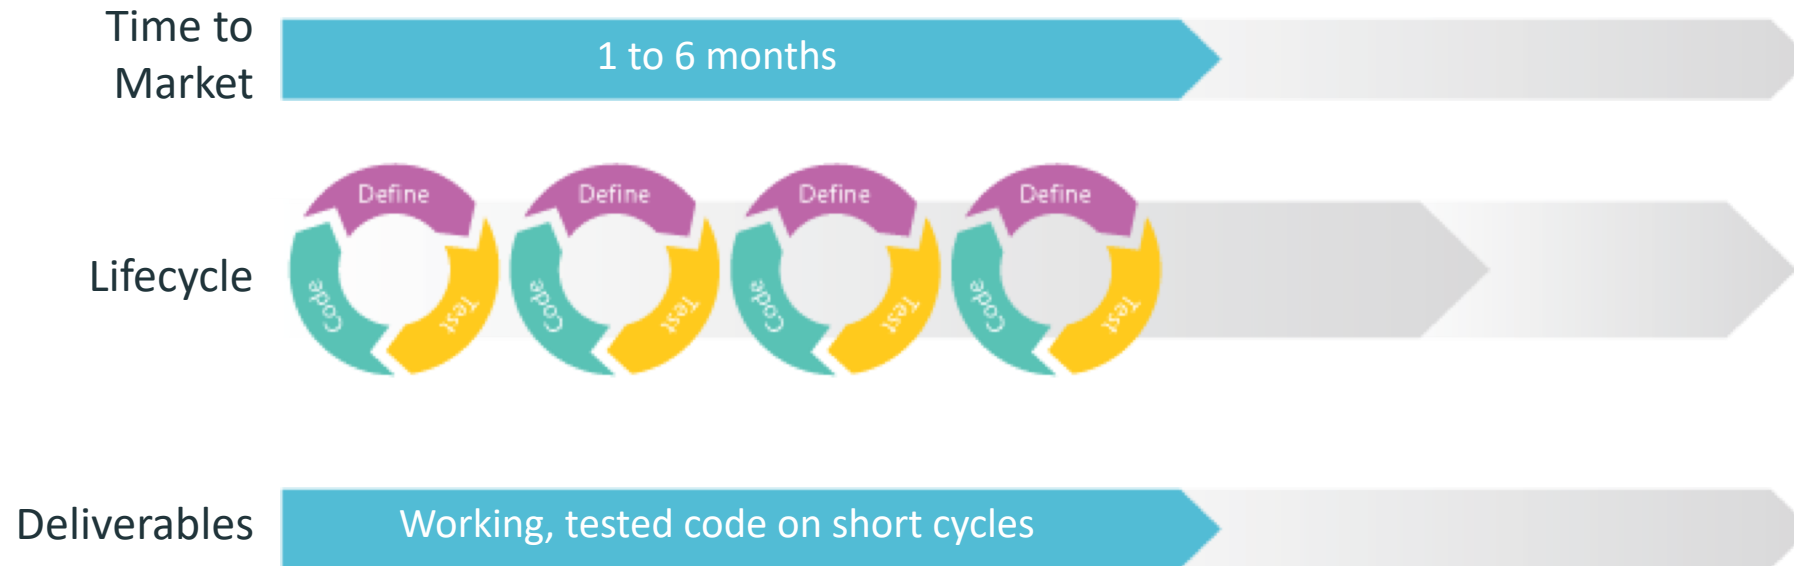 Time to
Market
1 to 6 months
Define
Define
Define
Define
Lifecycle
Code
Test
Code
Test
Code
Test
Code
Test
Deliverables
Working, tested code on short cycles